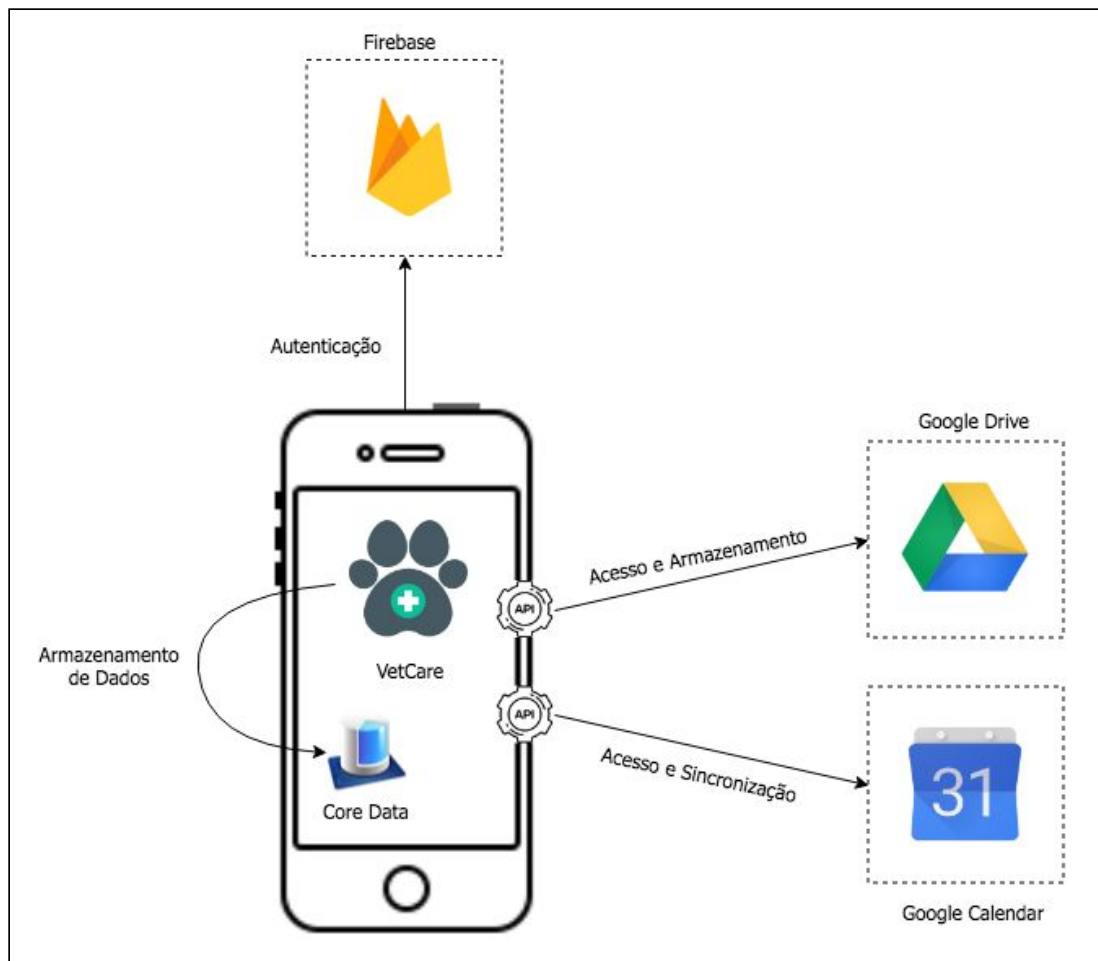 Firebase
Autenticação
Google Drive
Acesso e Armazenamento
API
Armazenamento
de Dados
VetCare
API
Acesso e Sincronização
31
Core Data
Google Calendar